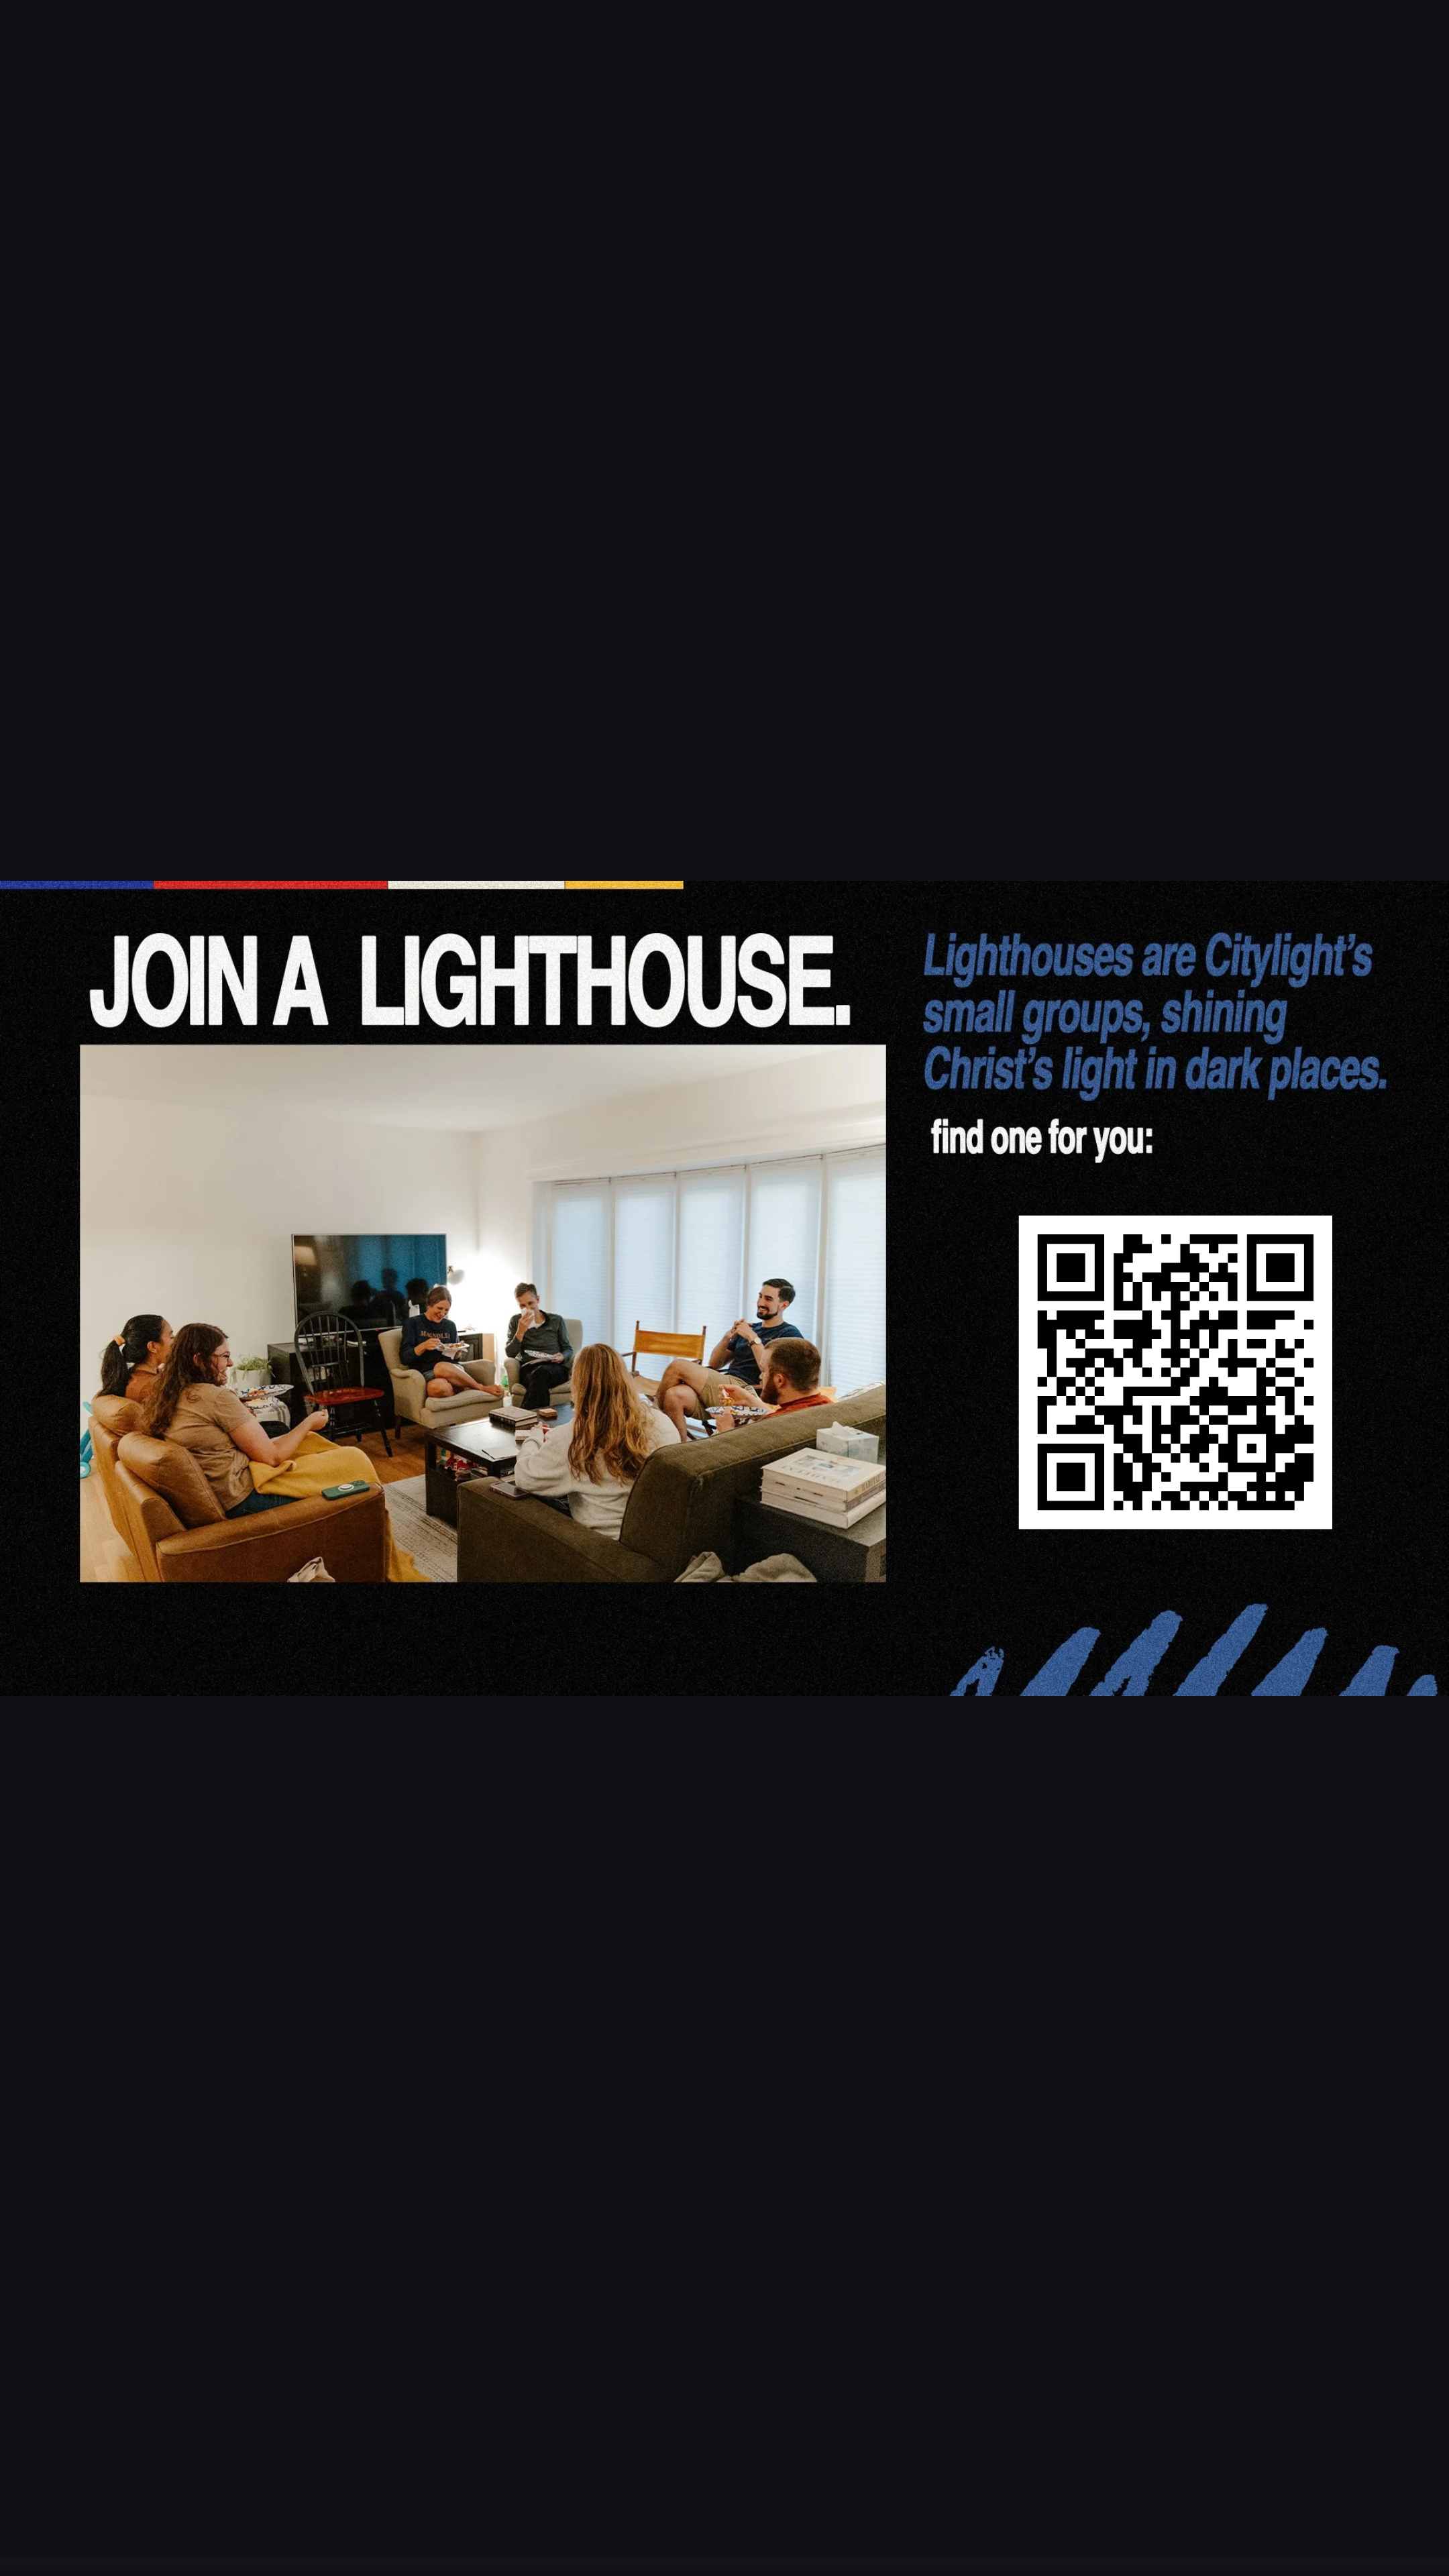 JOIN A LIGHTHOUSE.
Lighthouses are Citylight's
small groups, shining
Christ's light in dark places.
find one for you: